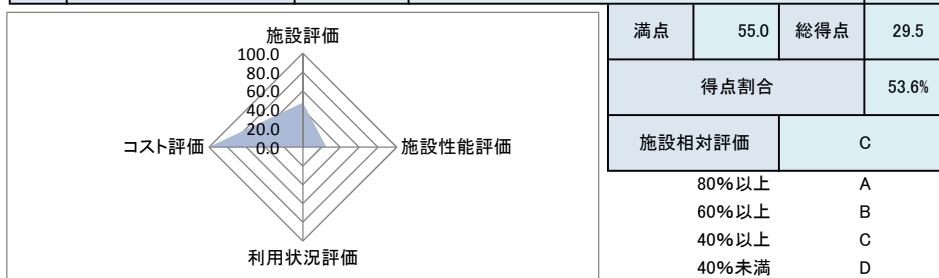 施設評価
100.0
80.0
60.0
40.0
20.0
0.0
コスト評価
施設性能評価
利用状況評価
満点 55.0 総得点 29.5
得点割合 53.6%
施設相対評価 C
80%以上 A
60%以上 B
40%以上 C
40%未満 D